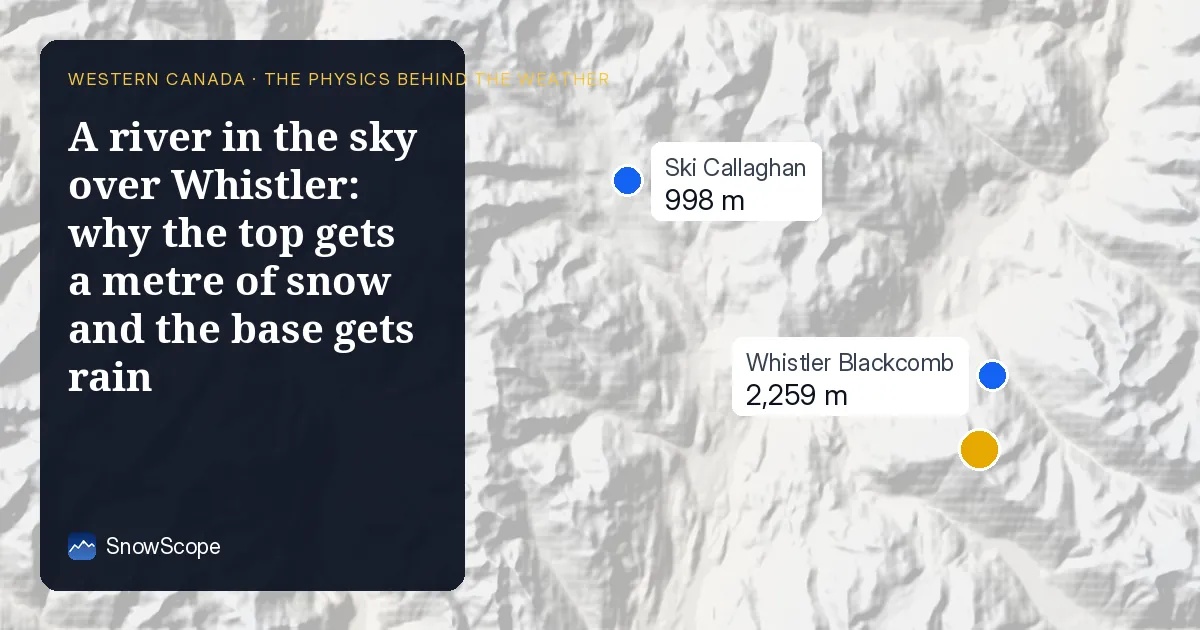 WESTERN CANADA · THE PHYSICS BEHIND THE WEATHER
A river in the sky
over Whistler:
why the top gets
a metre of snow
and the base gets
rain
SnowScope
Ski Callaghan
998 m
Whistler Blackcomb
2,259 m